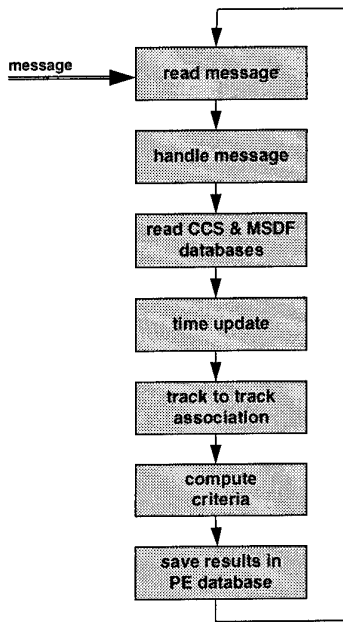 message
read message
handle message
read CCS & MSDF
databases
time update
track to track
association
compute
criteria
save results in
PE database